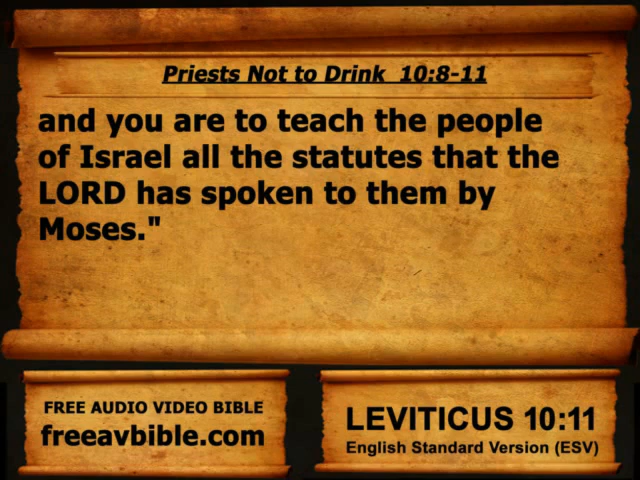 Priests Not to Drink  10:8-11
and you are to teach the people
of Israel all the statutes that the
LORD has spoken to them by
Moses."
FREE AUDIO VIDEO BIBLE
freeavbible.com
LEVITICUS 10:11
English Standard Version (ESV)